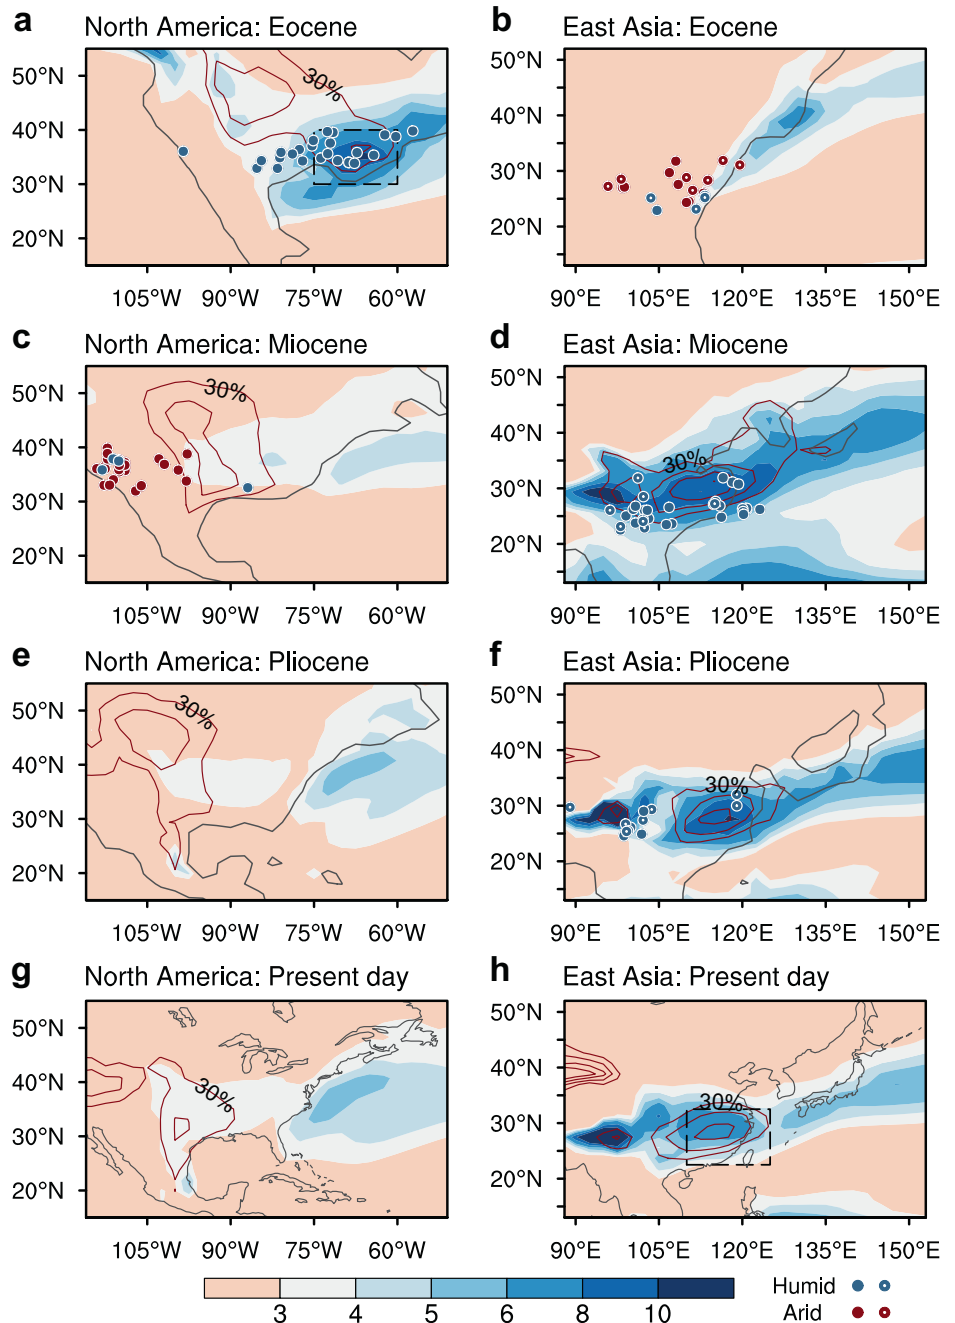 a North America: Eocene
b East Asia: Eocene
50°N
40°N
30°N
20°N
30%
105°W 90°W 75°W 60°W
50°N
40°N
30°N
20°N
90°E 105°E 120°E 135°E 150°E
c North America: Miocene
d East Asia: Miocene
50°N
40°N
30°N
20°N
30%
105°W 90°W 75°W 60°W
50°N
40°N
30°N
20°N
30%
90°E 105°E 120°E 135°E 150°E
e North America: Pliocene
f East Asia: Pliocene
50°N
40°N
30°N
20°N
30%
105°W 90°W 75°W 60°W
50°N
40°N
30°N
20°N
30%
90°E 105°E 120°E 135°E 150°E
g North America: Present day
h East Asia: Present day
50°N
40°N
30°N
20°N
30%
105°W 90°W 75°W 60°W
50°N
40°N
30°N
20°N
30%
90°E 105°E 120°E 135°E 150°E
3 4 5 6 8 10
Humid
Arid